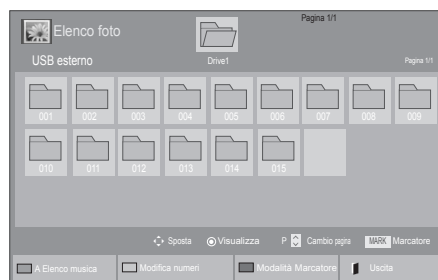 Pagina 1/1
Elenco foto
USB esterno
Drive1
Pagina 1/1
001 002 003 004 005 006 007 008 009
010 011 012 013 014 015
Sposta Visualizza P Cambio pagina MARK Marcatore
A Elenco musica Modifica numeri Modalità Marcatore Uscita